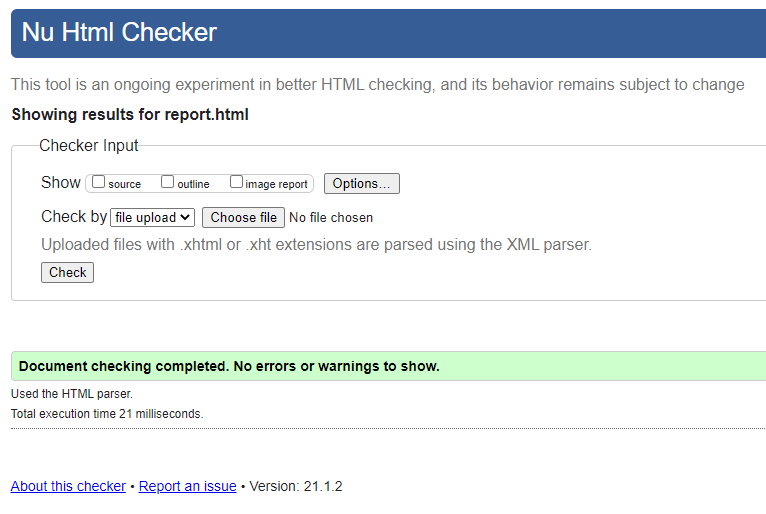 Nu Html Checker
This tool is an ongoing experiment in better HTML checking, and its behavior remains subject to change
Showing results for report.html
Checker Input
Show source outline image report Options...
Check by file upload Choose file No file chosen
Uploaded files with .xhtml or .xht extensions are parsed using the XML parser.
Check
Document checking completed. No errors or warnings to show.
Used the HTML parser.
Total execution time 21 milliseconds.
About this checker • Report an issue • Version: 21.1.2